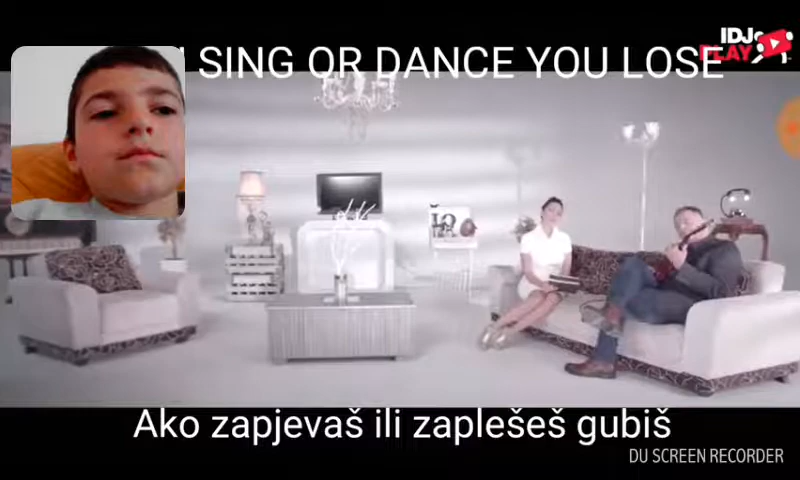 IDJ
PLAY
SING OR DANCE YOU LOSE
Ako zapjevaš ili zaplešeš gubiš
DU SCREEN RECORDER